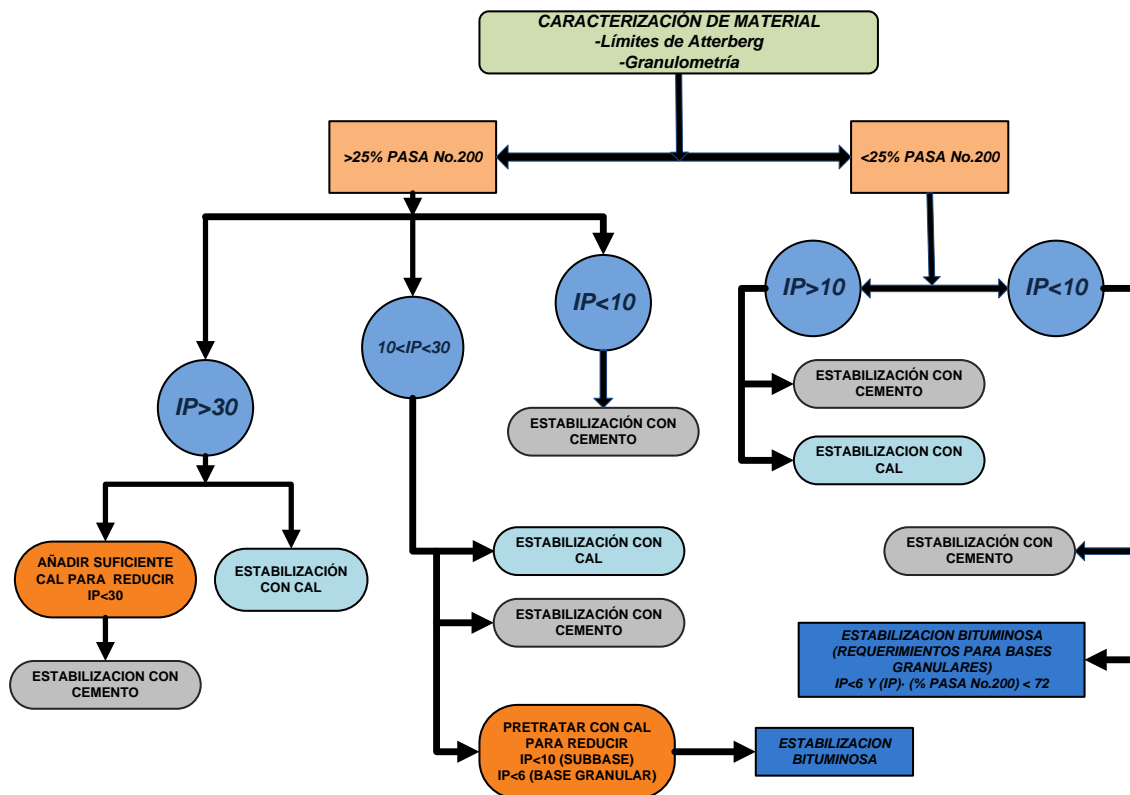 CARACTERIZACIÓN DE MATERIAL
-Límites de Atterberg
-Granulometría
>25% PASA No.200
<25% PASA No.200
IP>30
10<IP<30
IP<10
IP>10
IP<10
ESTABILIZACIÓN CON
CEMENTO
ESTABILIZACIÓN CON
CEMENTO
ESTABILIZACION CON
CAL
AÑADIR SUFICIENTE
CAL PARA REDUCIR
IP<30
ESTABILIZACIÓN
CON CAL
ESTABILIZACIÓN CON
CAL
ESTABILIZACIÓN CON
CEMENTO
ESTABILIZACIÓN CON
CEMENTO
ESTABILIZACION CON
CEMENTO
ESTABILIZACION BITUMINOSA
(REQUERIMIENTOS PARA BASES
GRANULARES)
IP<6 Y (IP)· (% PASA No.200) < 72
PRETRATAR CON CAL
PARA REDUCIR
IP<10 (SUBBASE)
IP<6 (BASE GRANULAR)
ESTABILIZACION
BITUMINOSA